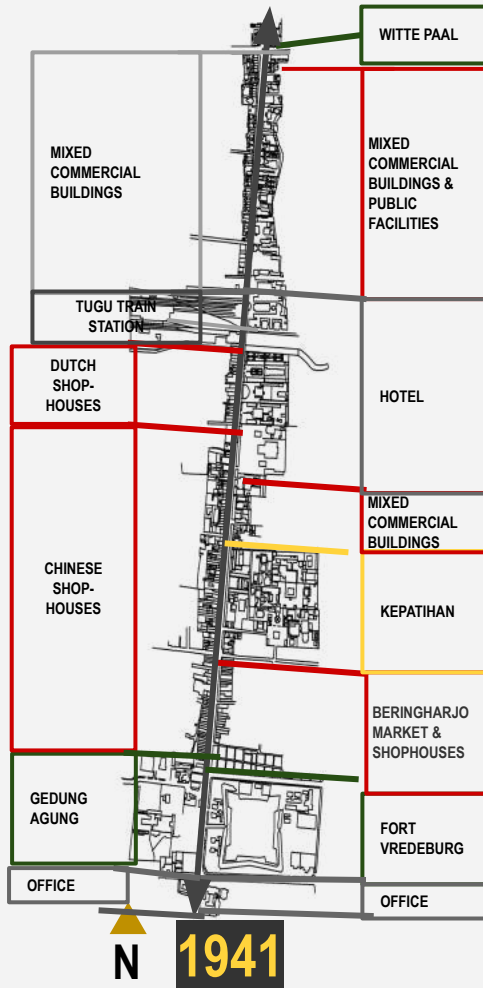 WITTE PAAL
MIXED
COMMERCIAL
BUILDINGS
MIXED
COMMERCIAL
BUILDINGS &
PUBLIC
FACILITIES
TUGU TRAIN
STATION
DUTCH
SHOP-
HOUSES
HOTEL
MIXED
COMMERCIAL
BUILDINGS
CHINESE
SHOP-
HOUSES
KEPATIHAN
BERINGHARJO
MARKET &
SHOPHOUSES
GEDUNG
AGUNG
FORT
VREDEBURG
OFFICE
OFFICE
N
1941